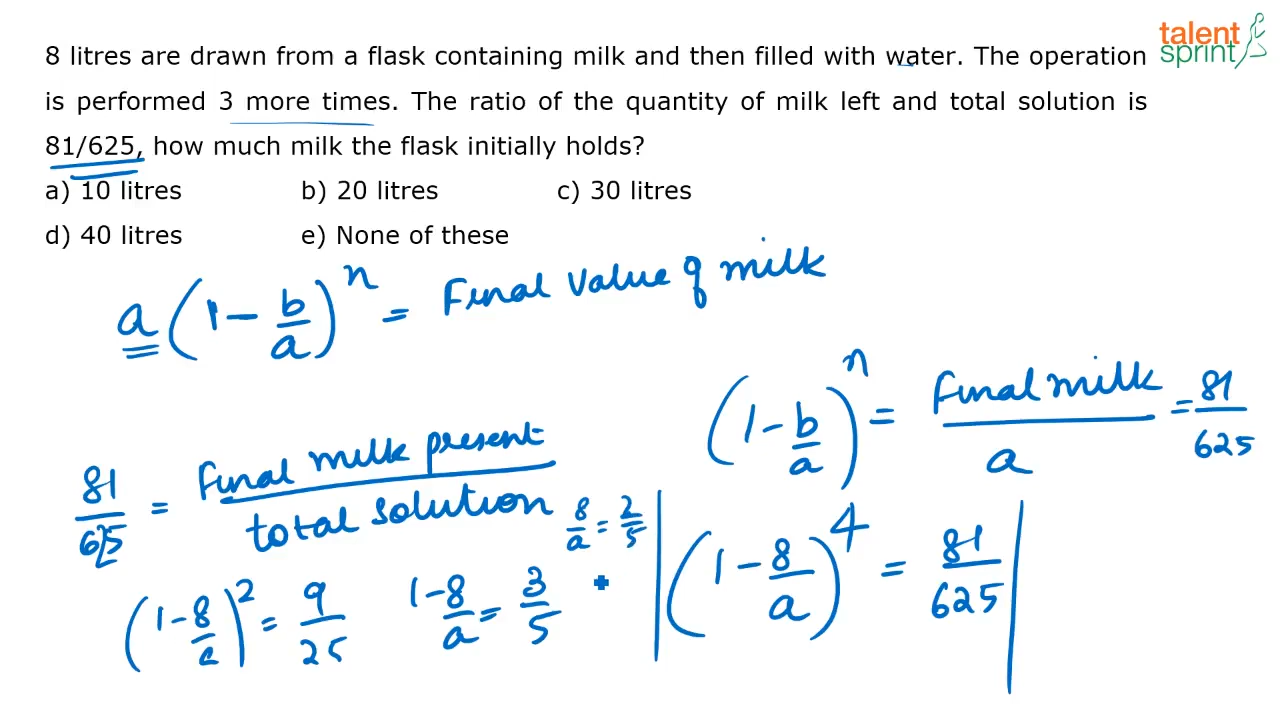 talent
sprint
8 litres are drawn from a flask containing milk and then filled with water. The operation
is performed 3 more times. The ratio of the quantity of milk left and total solution is
81/625, how much milk the flask initially holds?
a) 10 litres b) 20 litres c) 30 litres
d) 40 litres e) None of these
a(1-b/a)^n = Final value of milk
(1-b/a)^n = Final milk/a = 81/625
81/625 = Final milk present/total solution
8/a = 2/5
(1-8/a)^4 = 81/625
(1-8/a)^2 = 9/25 1-8/a = 3/5